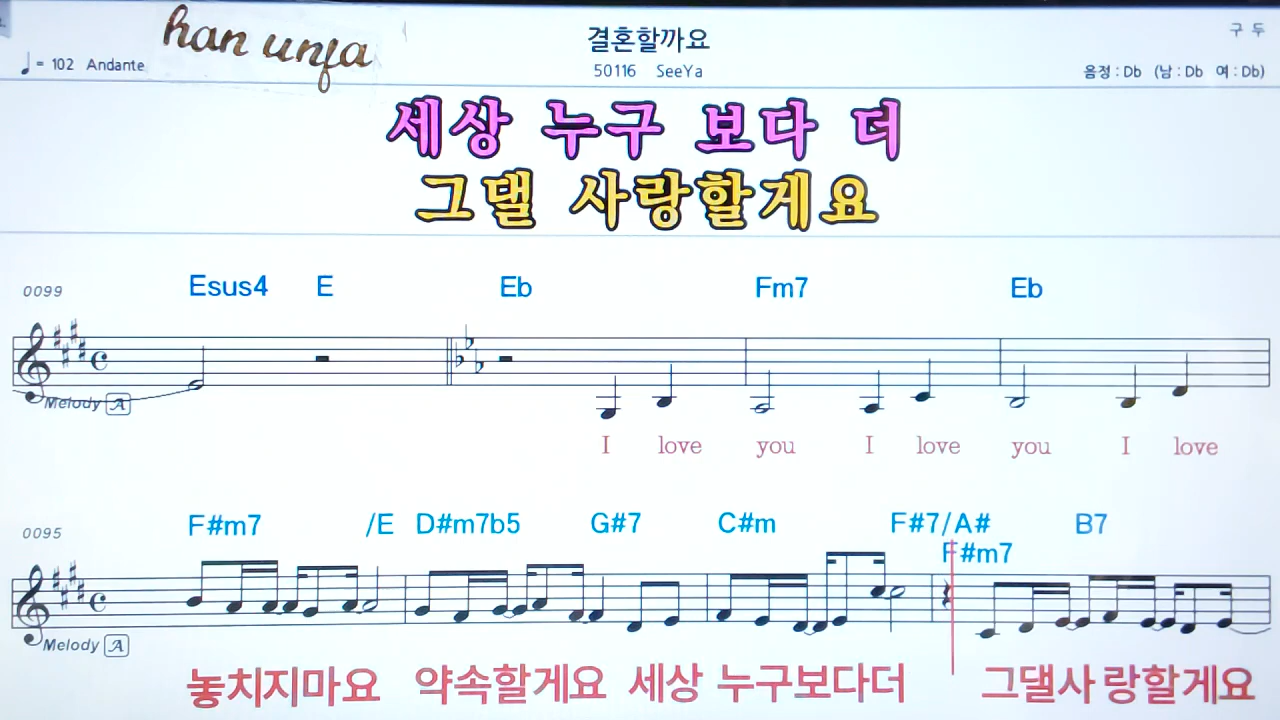 han unja
결혼할까요
구 두
♩= 102 Andante
50116 SeeYa
음정 : Db (남 : Db 여 : Db)
세상 누구 보다 더
그댈 사랑할게요
0099
Esus4 E Eb Fm7 Eb
Melody A
I love you I love you I love
0095
F#m7 /E D#m7b5 G#7 C#m F#7/A# B7
F#m7
Melody A
놓치지마요 약속할게요 세상 누구보다더 그댈사 랑할게요